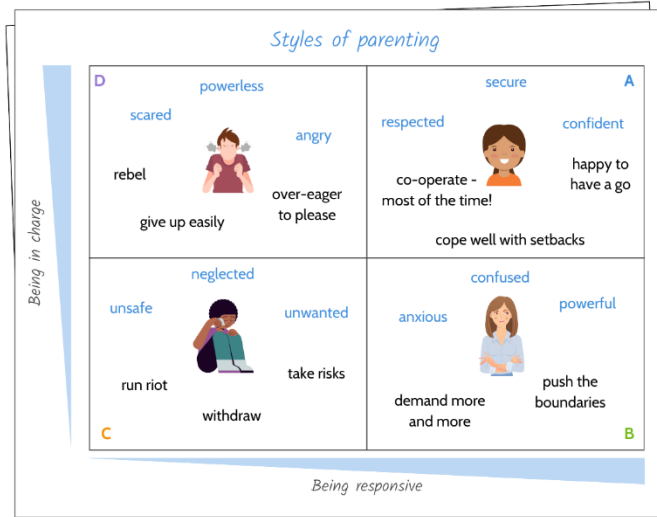 Styles of parenting
D
powerless
scared
angry
rebel
over-eager
to please
give up easily
A
secure
respected
confident
co-operate -
most of the time!
happy to
have a go
cope well with setbacks
neglected
unsafe
unwanted
run riot
take risks
withdraw
C
confused
anxious
powerful
demand more
and more
push the
boundaries
B
Being in charge
Being responsive